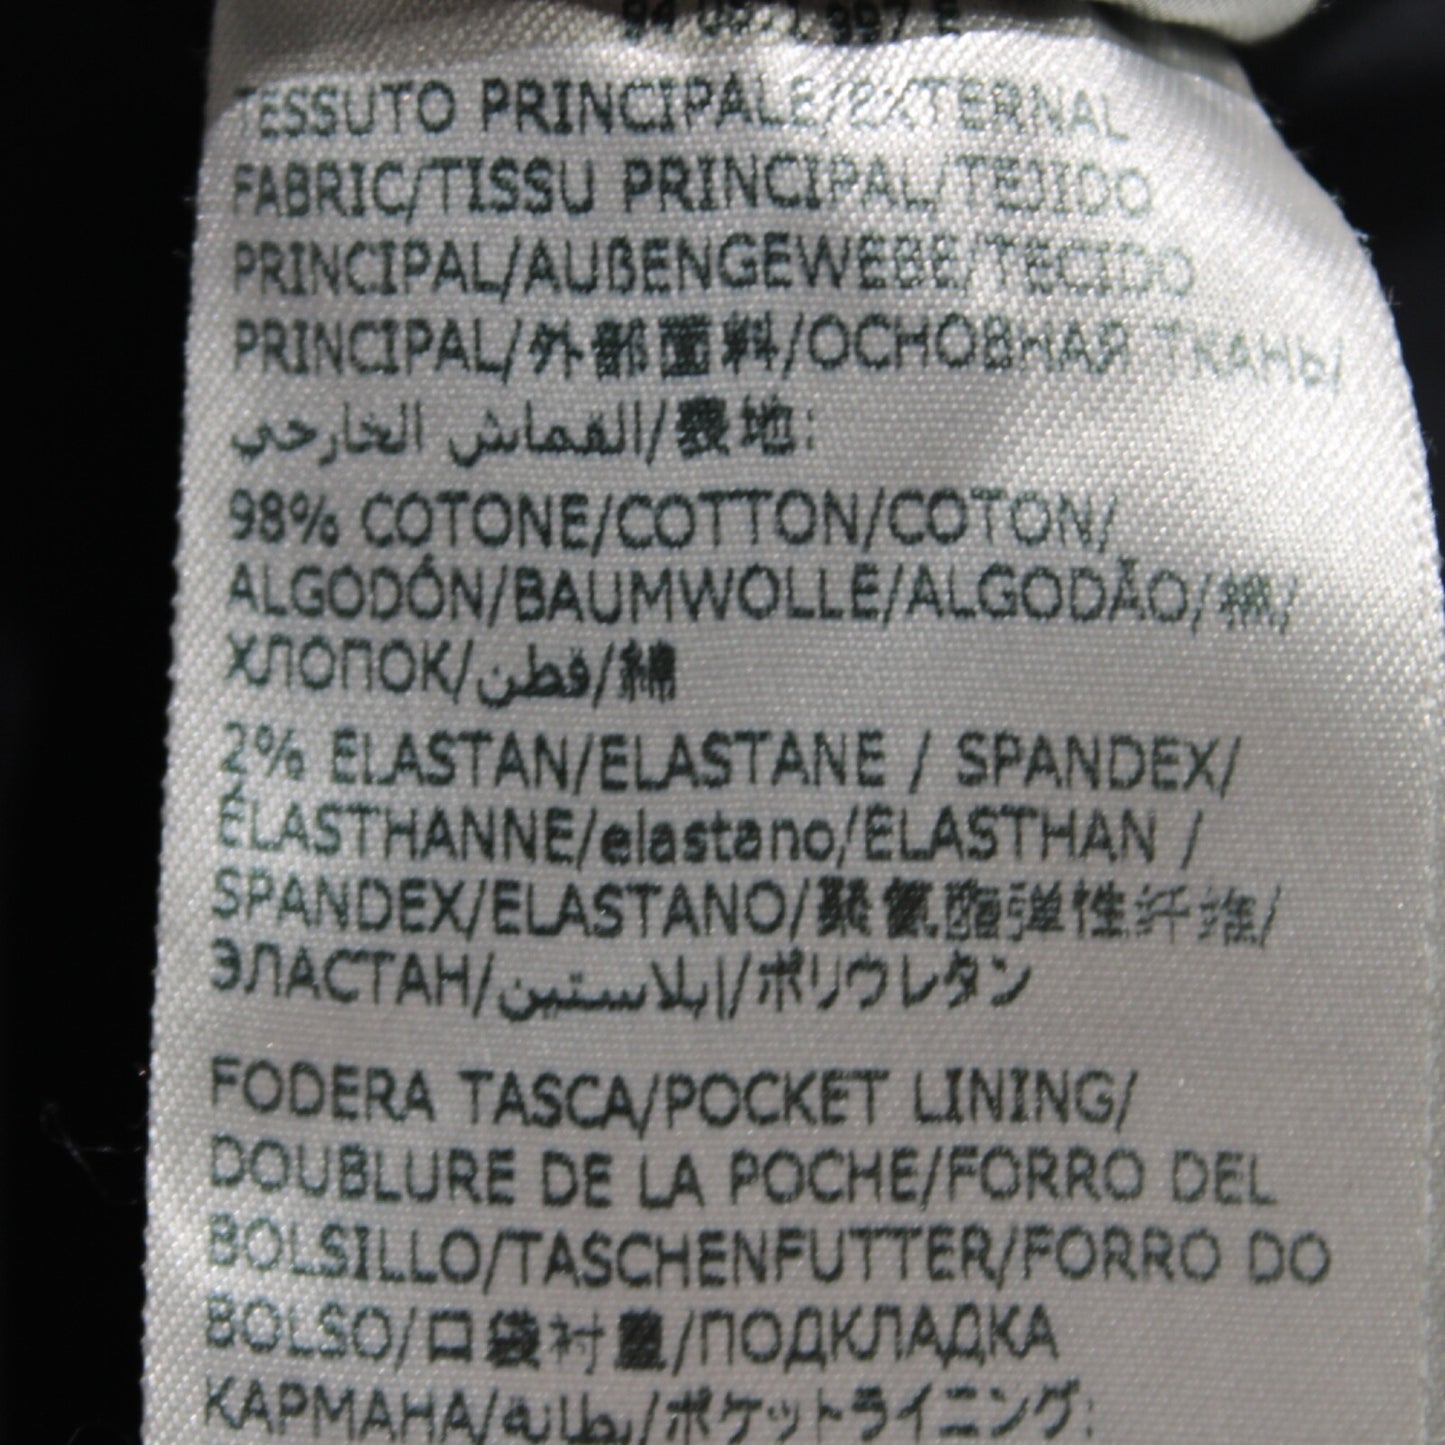 TESSUTO PRINCIPALE/EXTERNAL
FABRIC/TISSU PRINCIPAL/TEJIDO
PRINCIPAL/AUßENGEWEBE/TECIDO
PRINCIPAL/外部面料/ОСНОВНАЯ ТКАНЬ/
القماش الخارجي/表地:
98% COTONE/COTTON/COTON/
ALGODÓN/BAUMWOLLE/ALGODÃO/棉/
ХЛОПОК/قطن/綿
2% ELASTAN/ELASTANE / SPANDEX/
ÉLASTHANNE/elastano/ELASTHAN /
SPANDEX/ELASTANO/聚氨酯弹性纤维/
ЭЛАСТАН/إيلاستين/ポリウレタン
FODERA TASCA/POCKET LINING/
DOUBLURE DE LA POCHE/FORRO DEL
BOLSILLO/TASCHENFUTTER/FORRO DO
BOLSO/口袋衬里/ПОДКЛАДКА
КАРМАНА/بطانة/ポケットライニング: